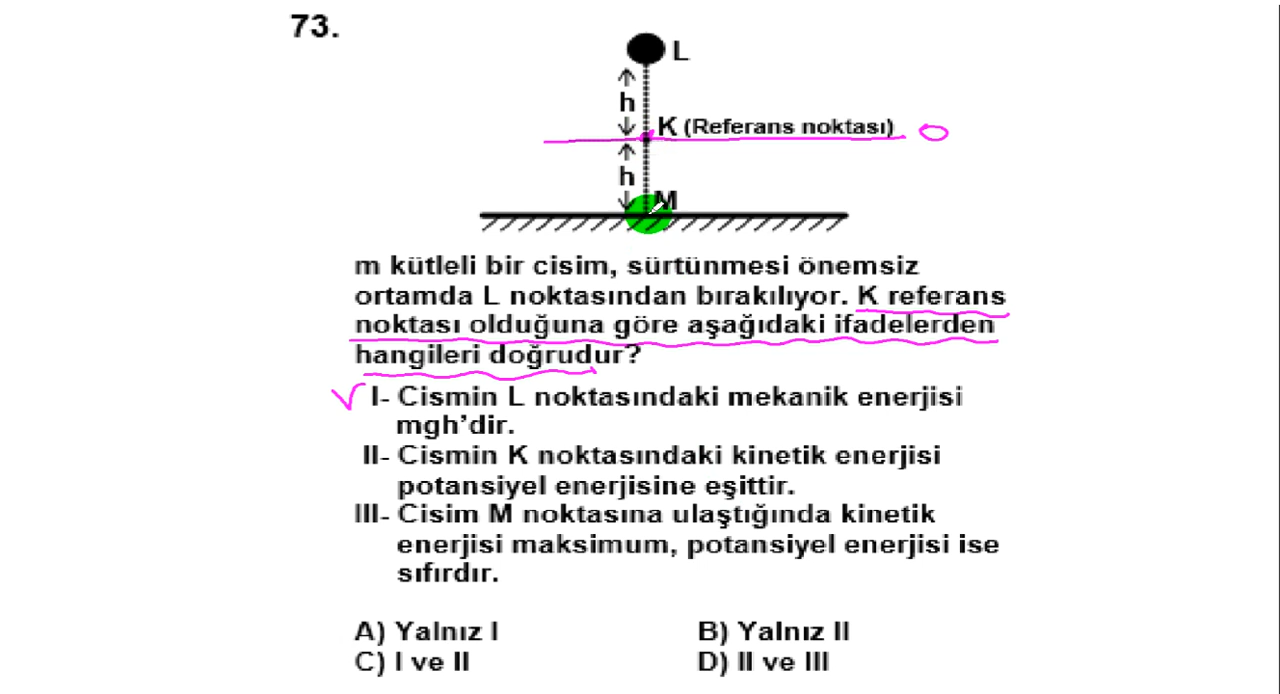 73.
L
h
K (Referans noktası)
h
M
m kütleli bir cisim, sürtünmesi önemsiz
ortamda L noktasından bırakılıyor. K referans
noktası olduğuna göre aşağıdaki ifadelerden
hangileri doğrudur?
I- Cismin L noktasındaki mekanik enerjisi
mgh'dir.
II- Cismin K noktasındaki kinetik enerjisi
potansiyel enerjisine eşittir.
III- Cisim M noktasına ulaştığında kinetik
enerjisi maksimum, potansiyel enerjisi ise
sıfırdır.
A) Yalnız I
B) Yalnız II
C) I ve II
D) II ve III